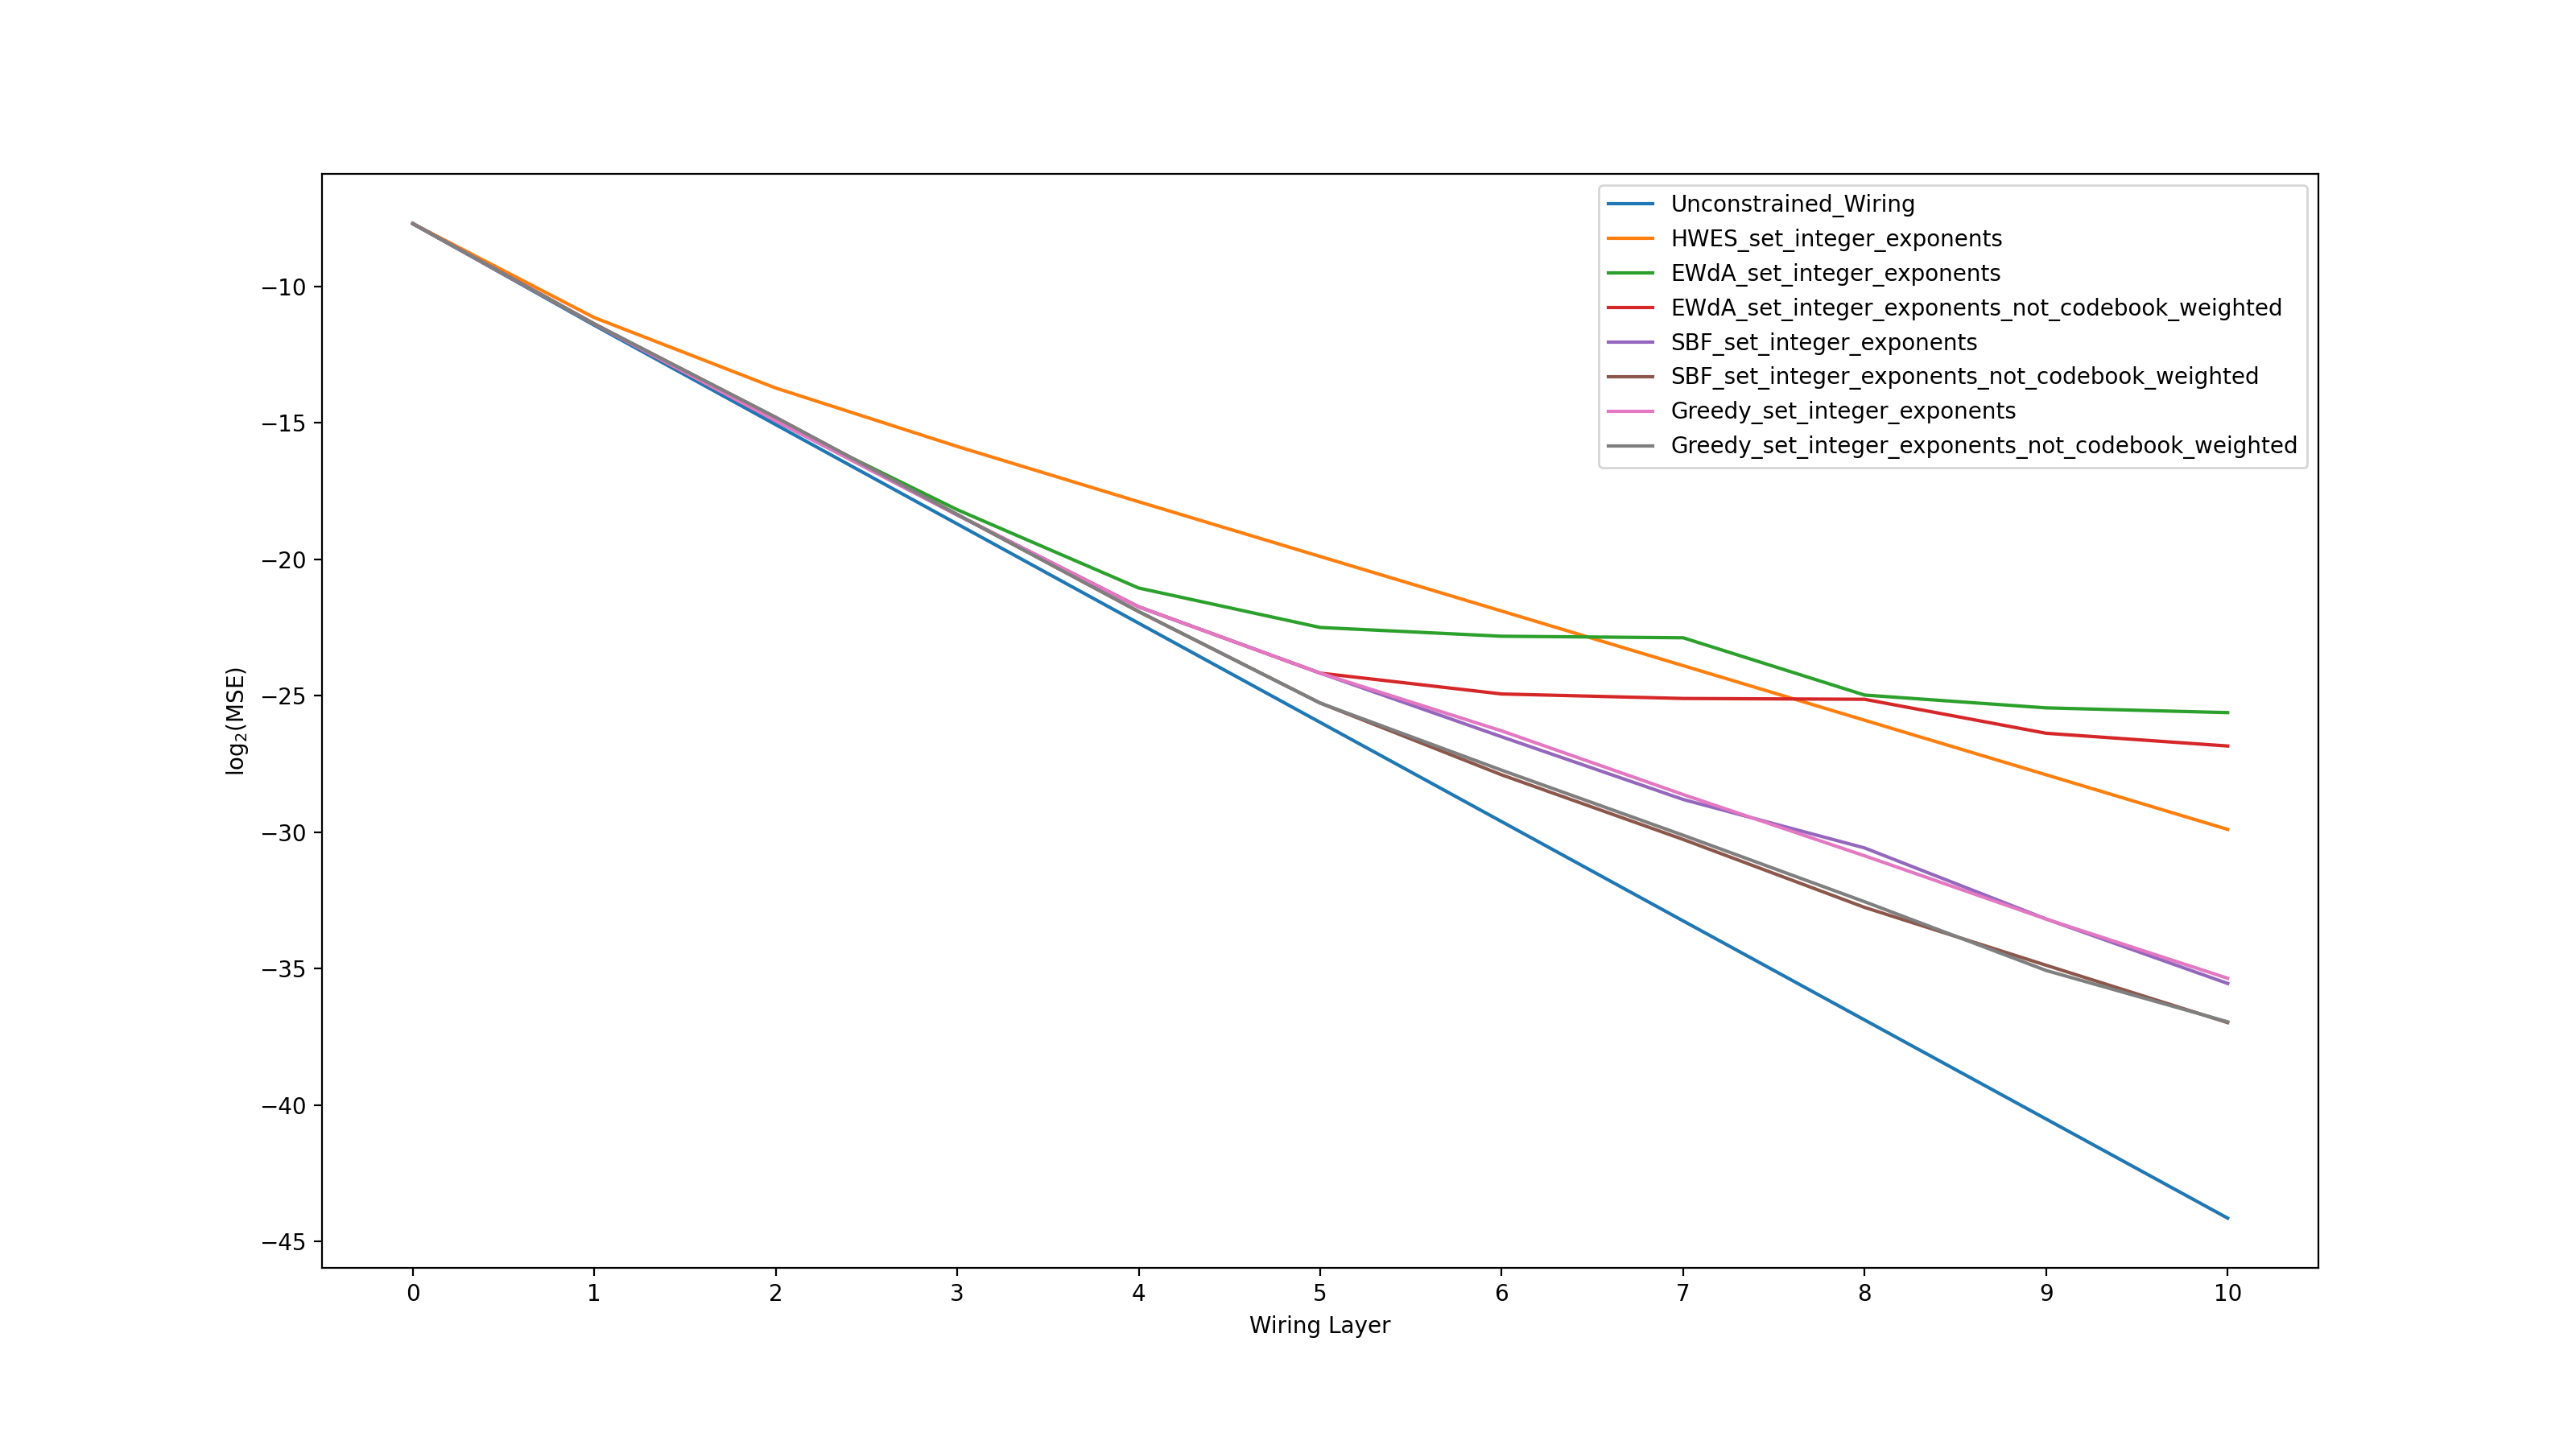 Unconstrained_Wiring
HWES_set_integer_exponents
EWdA_set_integer_exponents
EWdA_set_integer_exponents_not_codebook_weighted
SBF_set_integer_exponents
SBF_set_integer_exponents_not_codebook_weighted
Greedy_set_integer_exponents
Greedy_set_integer_exponents_not_codebook_weighted
−10
−15
−20
−25
−30
−35
−40
−45
log₂(MSE)
0 1 2 3 4 5 6 7 8 9 10
Wiring Layer